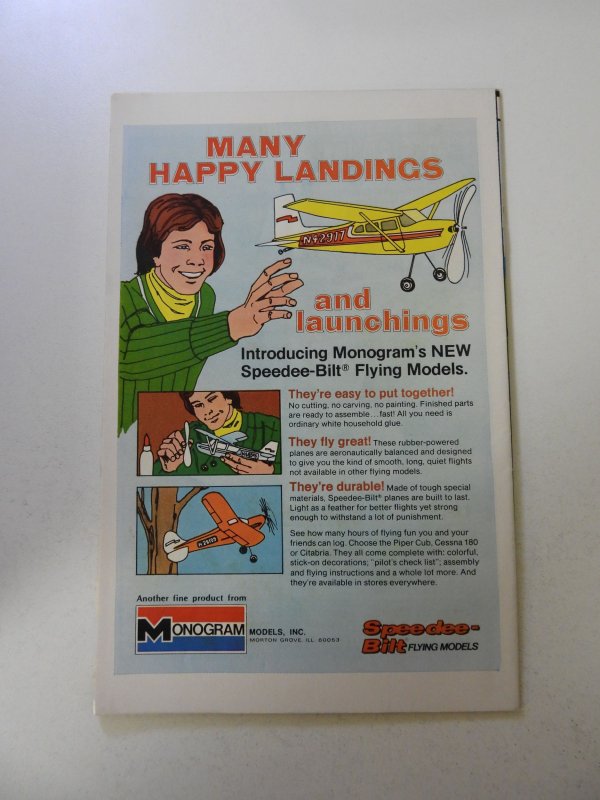 MANY
HAPPY LANDINGS
N42917
and
launchings
Introducing Monogram's NEW
Speedee-Bilt® Flying Models.
They're easy to put together!
No cutting, no carving, no painting. Finished parts
are ready to assemble...fast! All you need is
ordinary white household glue.
They fly great! These rubber-powered
planes are aeronautically balanced and designed
to give you the kind of smooth, long, quiet flights
not available in other flying models.
They're durable! Made of tough special
materials, Speedee-Bilt® planes are built to last.
Light as a feather for better flights yet strong
enough to withstand a lot of punishment.
See how many hours of flying fun you and your
friends can log. Choose the Piper Cub, Cessna 180
or Citabria. They all come complete with: colorful,
stick-on decorations; "pilot's check list"; assembly
and flying instructions and a whole lot more. And
they're available in stores everywhere.
Another fine product from
MONOGRAM MODELS, INC.
MORTON GROVE, ILL. 60053
Speedee-
Bilt FLYING MODELS